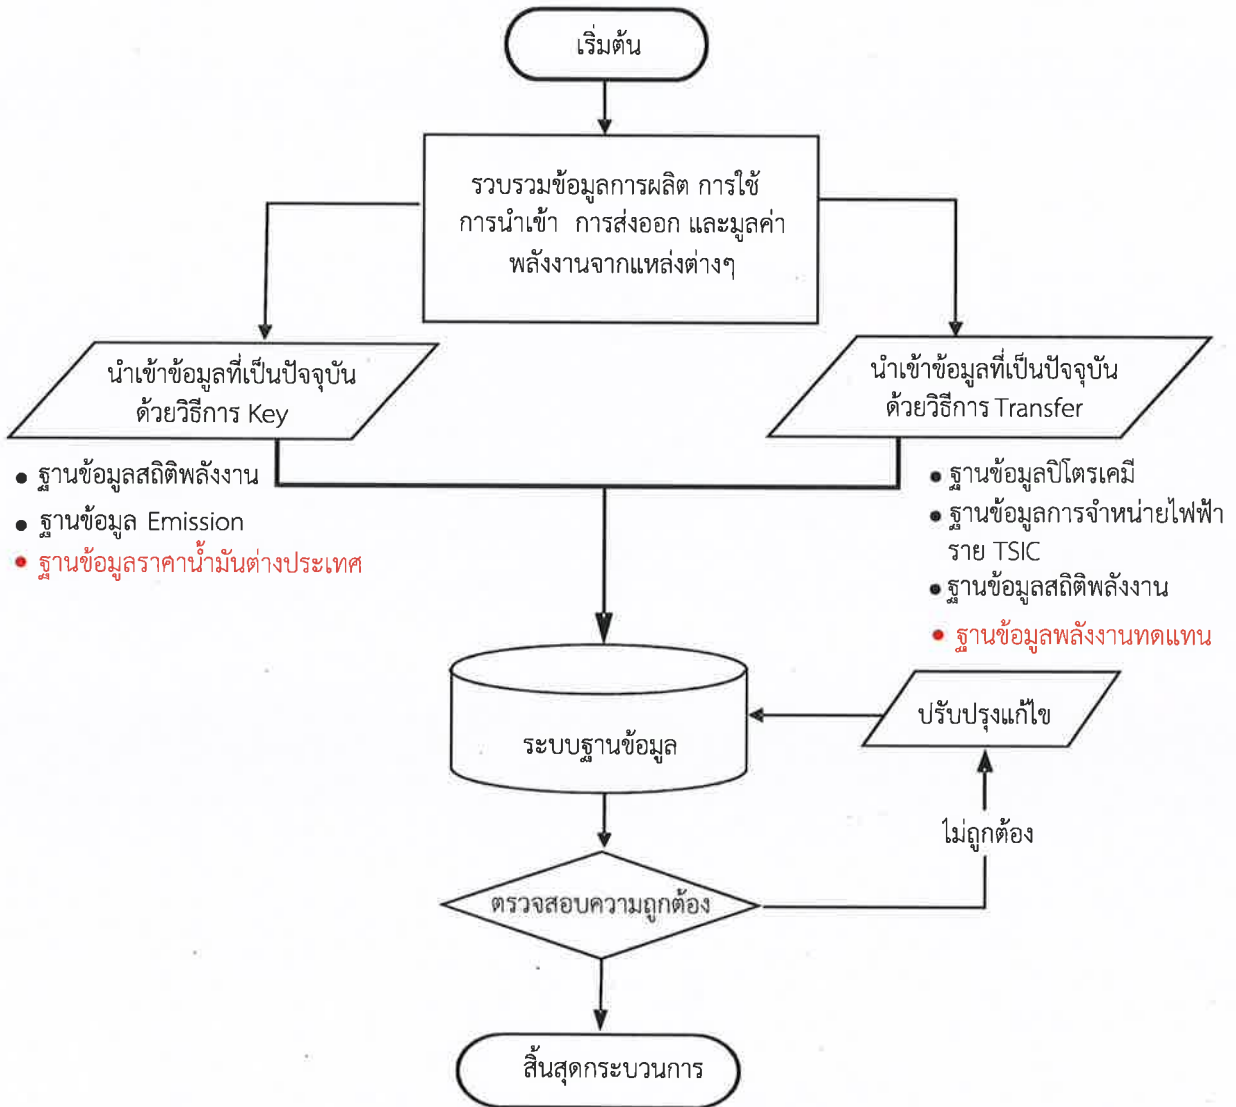 เริ่มต้น
รวบรวมข้อมูลการผลิต การใช้
การนำเข้า การส่งออก และมูลค่า
พลังงานจากแหล่งต่างๆ
นำเข้าข้อมูลที่เป็นปัจจุบัน
ด้วยวิธีการ Key
นำเข้าข้อมูลที่เป็นปัจจุบัน
ด้วยวิธีการ Transfer
• ฐานข้อมูลสถิติพลังงาน
• ฐานข้อมูล Emission
• ฐานข้อมูลราคาน้ำมันต่างประเทศ
• ฐานข้อมูลปิโตรเคมี
• ฐานข้อมูลการจำหน่ายไฟฟ้า
ราย TSIC
• ฐานข้อมูลสถิติพลังงาน
• ฐานข้อมูลพลังงานทดแทน
ปรับปรุงแก้ไข
ระบบฐานข้อมูล
ไม่ถูกต้อง
ตรวจสอบความถูกต้อง
สิ้นสุดกระบวนการ